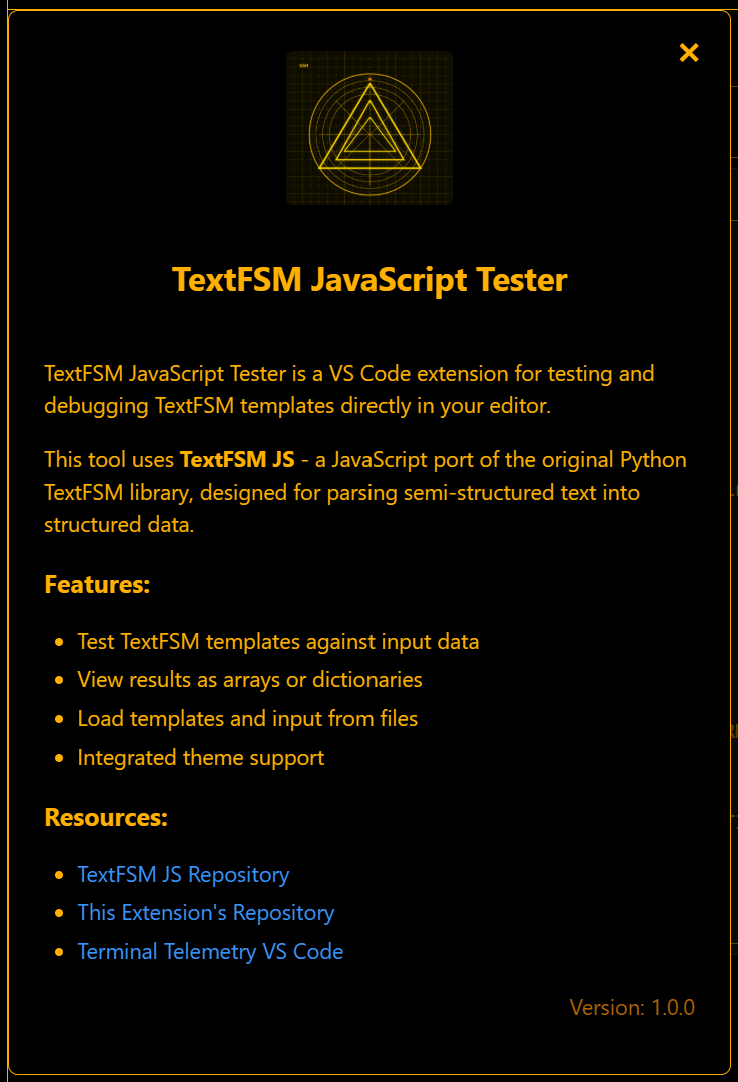 ×
TextFSM JavaScript Tester
TextFSM JavaScript Tester is a VS Code extension for testing and
debugging TextFSM templates directly in your editor.
This tool uses TextFSM JS - a JavaScript port of the original Python
TextFSM library, designed for parsing semi-structured text into
structured data.
Features:
• Test TextFSM templates against input data
• View results as arrays or dictionaries
• Load templates and input from files
• Integrated theme support
Resources:
• TextFSM JS Repository
• This Extension's Repository
• Terminal Telemetry VS Code
Version: 1.0.0